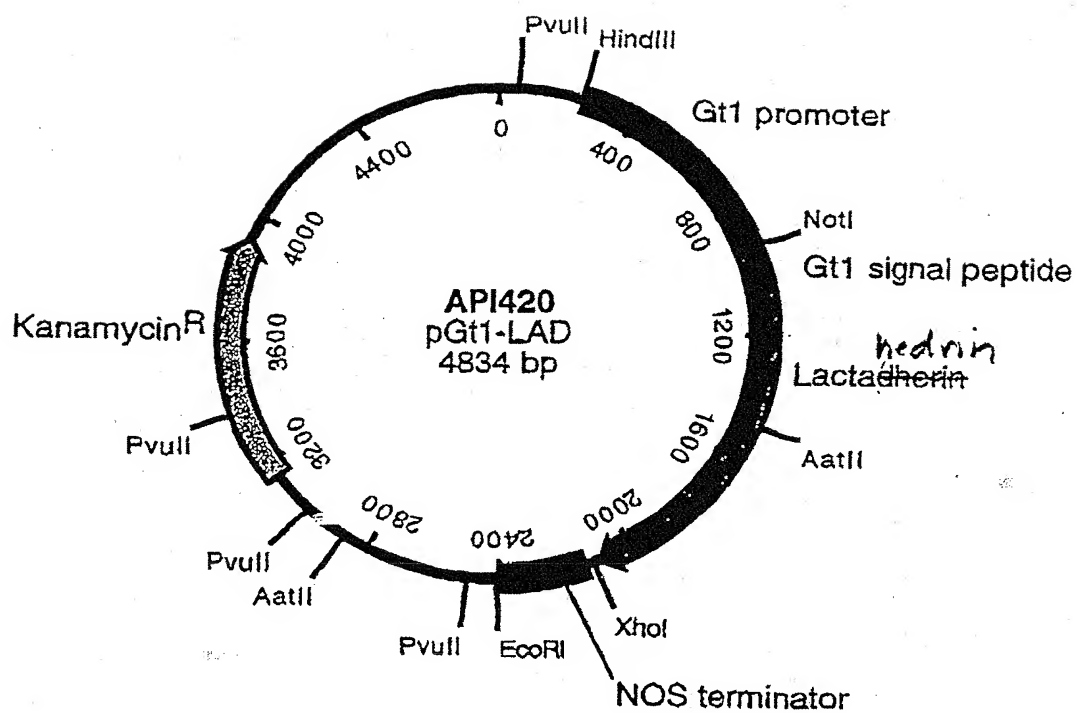 PvuII
HindIII
Gt1 promoter
0
400
4400
NotI
800
4000
Gt1 signal peptide
API420
pGt1-LAD
4834 bp
KanamycinR
3600
1200
hedrin
Lactadherin
PvuII
3200
1600
AatII
2800
2000
2400
PvuII
AatII
PvuII
EcoRI
XhoI
NOS terminator